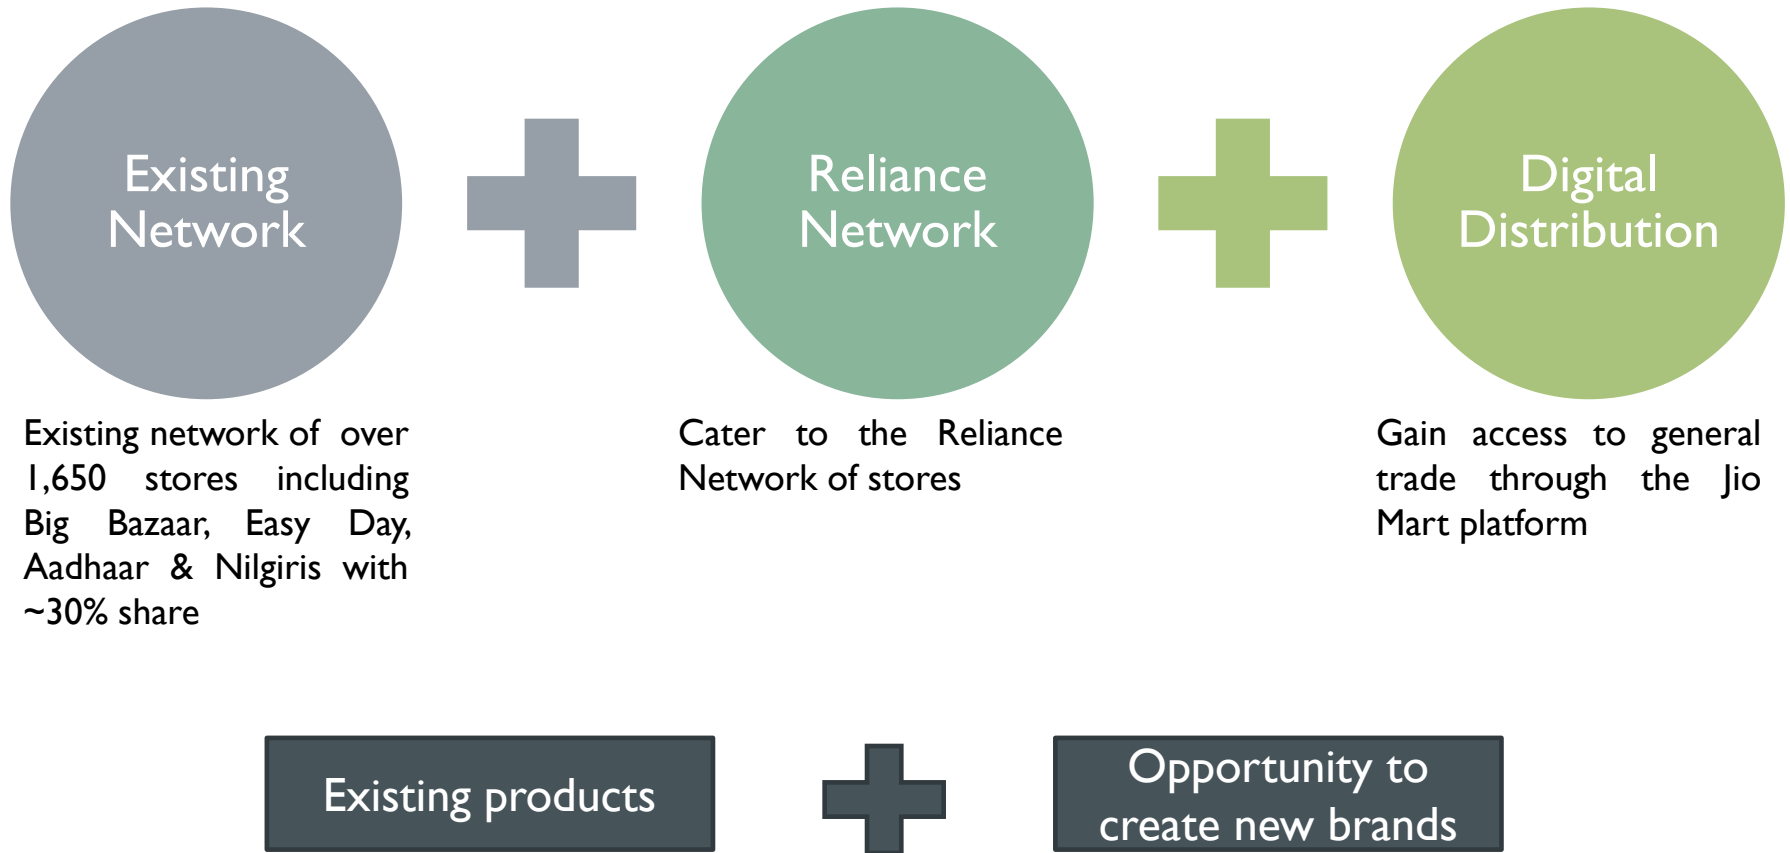 Existing
Network
Reliance
Network
Digital
Distribution
Existing network of over
1,650 stores including
Big Bazaar, Easy Day,
Aadhaar & Nilgiris with
~30% share
Cater to the Reliance
Network of stores
Gain access to general
trade through the Jio
Mart platform
Existing products
Opportunity to
create new brands